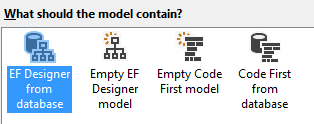 What should the model contain?
EF Designer from database
Empty EF Designer model
Empty Code First model
Code First from database